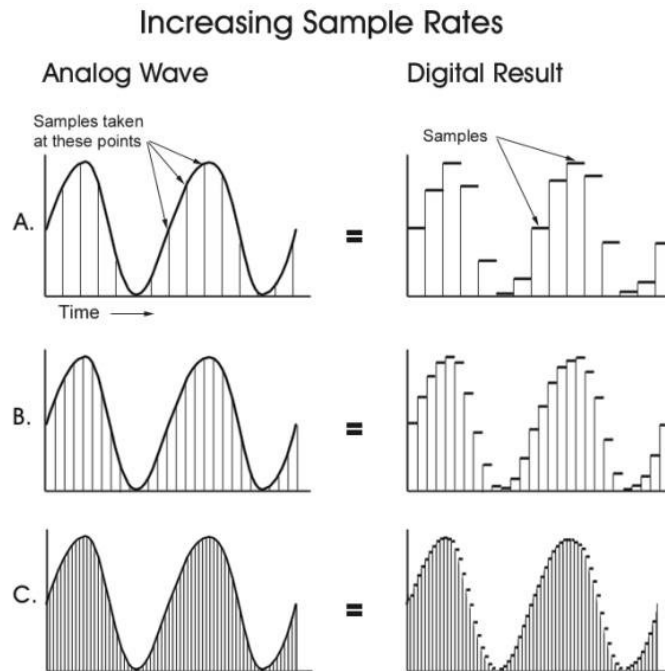 Increasing Sample Rates
Analog Wave
Digital Result
Samples taken
at these points
Samples
A.
=
Time
B.
=
C.
=